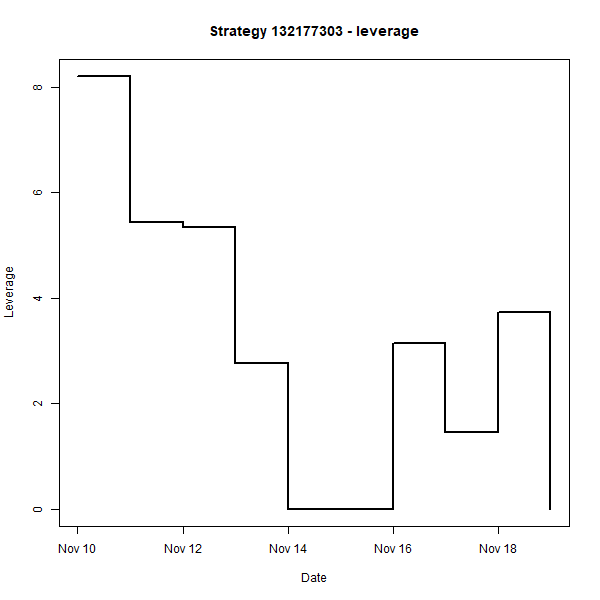 Strategy 132177303 - leverage
Leverage
8
6
4
2
0
Nov 10
Nov 12
Nov 14
Nov 16
Nov 18
Date